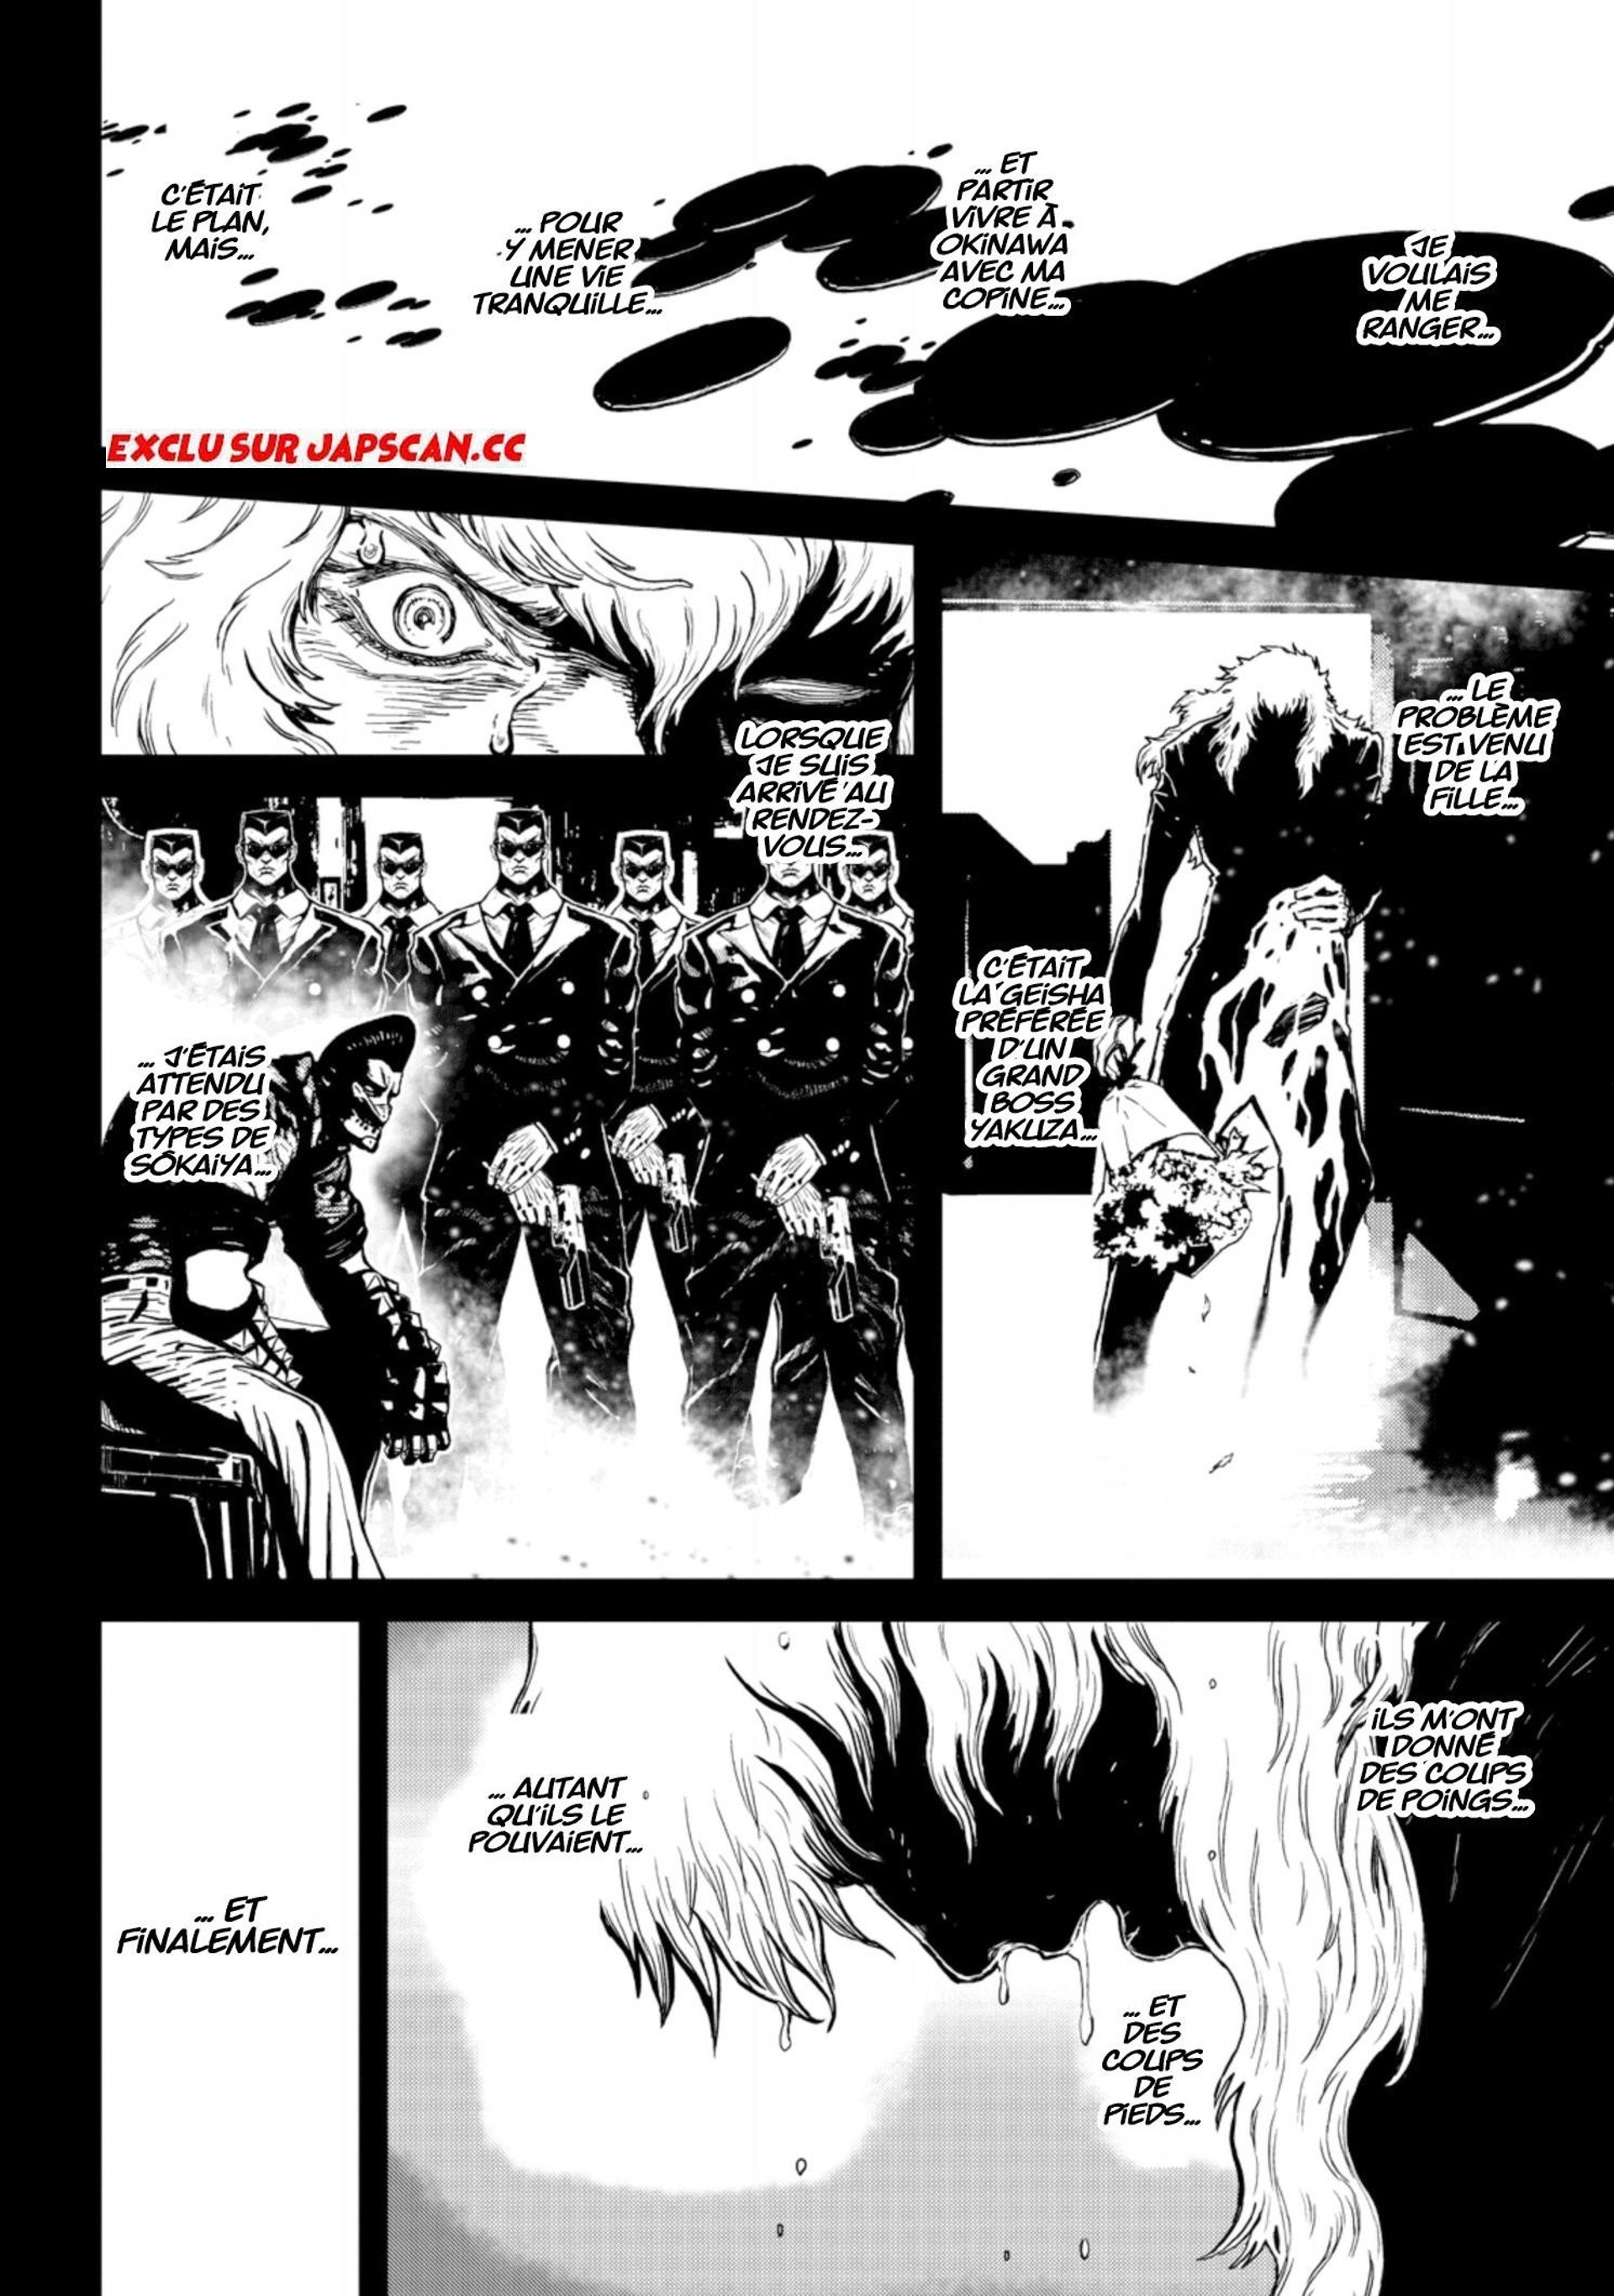 JE
VOULAIS
ME
RANGER...
... ET
PARTIR
VIVRE À
OKINAWA
AVEC MA
COPINE...
... POUR
Y MENER
UNE VIE
TRANQUILLE...
C'ÉTAIT
LE PLAN,
MAIS...
EXCLU SUR JAPSCAN.CC
... LE
PROBLÈME
EST VENU
DE LA
FILLE...
C'ÉTAIT
LA GEISHA
PRÉFÉRÉE
D'UN
GRAND
BOSS
YAKUZA...
LORSQUE
JE SUIS
ARRIVÉ AU
RENDEZ-
VOUS...
... J'ÉTAIS
ATTENDU
PAR DES
TYPES DE
SÔKAIYA...
ILS M'ONT
DONNÉ
DES COUPS
DE POINGS...
... ET
DES
COUPS
DE
PIEDS...
... AUTANT
QU'ILS LE
POUVAIENT...
... ET
FINALEMENT...